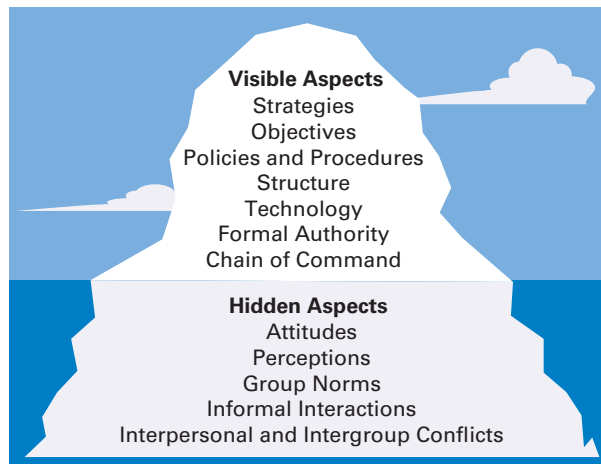 Visible Aspects
Strategies
Objectives
Policies and Procedures
Structure
Technology
Formal Authority
Chain of Command
Hidden Aspects
Attitudes
Perceptions
Group Norms
Informal Interactions
Interpersonal and Intergroup Conflicts